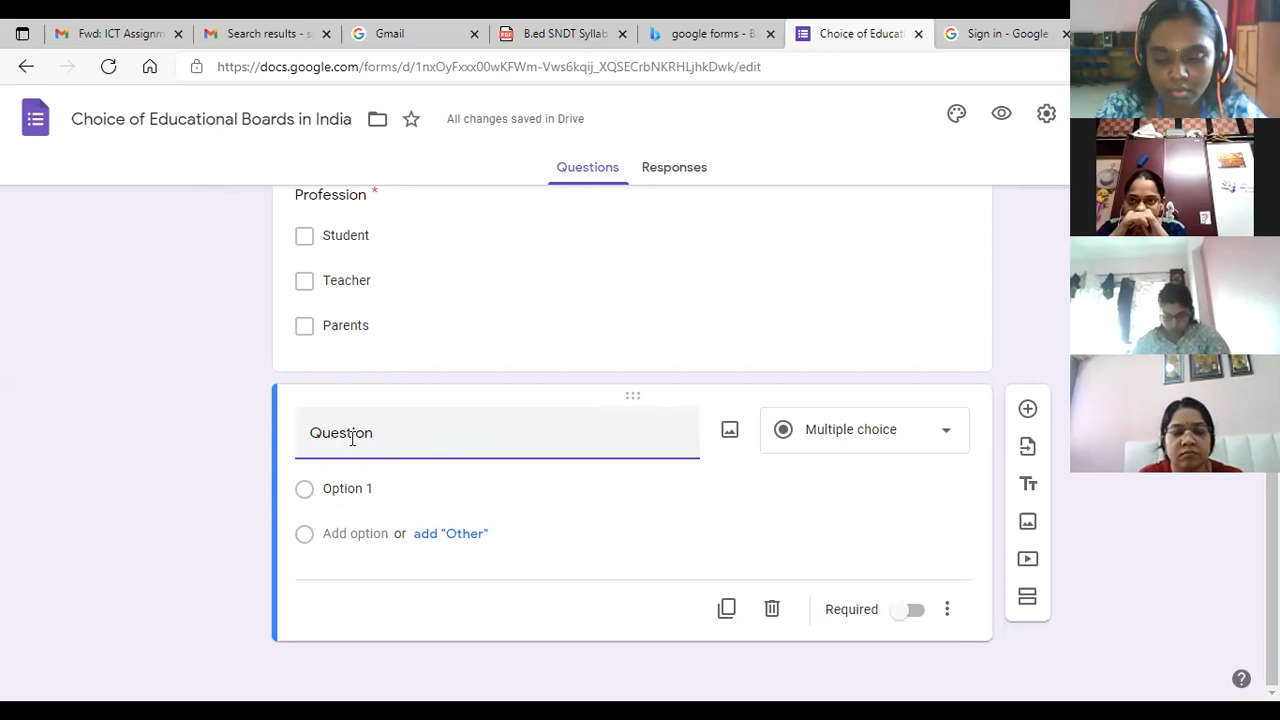 Fwd: ICT Assignm
Search results - s
Gmail
B.ed SNDT Syllab
google forms - B
Choice of Educati
Sign in - Google
https://docs.google.com/forms/d/1nxOyFxxx00wKFWm-Vws6kqij_XQSECrbNKRHLjhkDwk/edit
Choice of Educational Boards in India
All changes saved in Drive
Questions
Responses
Profession *
Student
Teacher
Parents
Question
Multiple choice
Option 1
Add option or add "Other"
Required